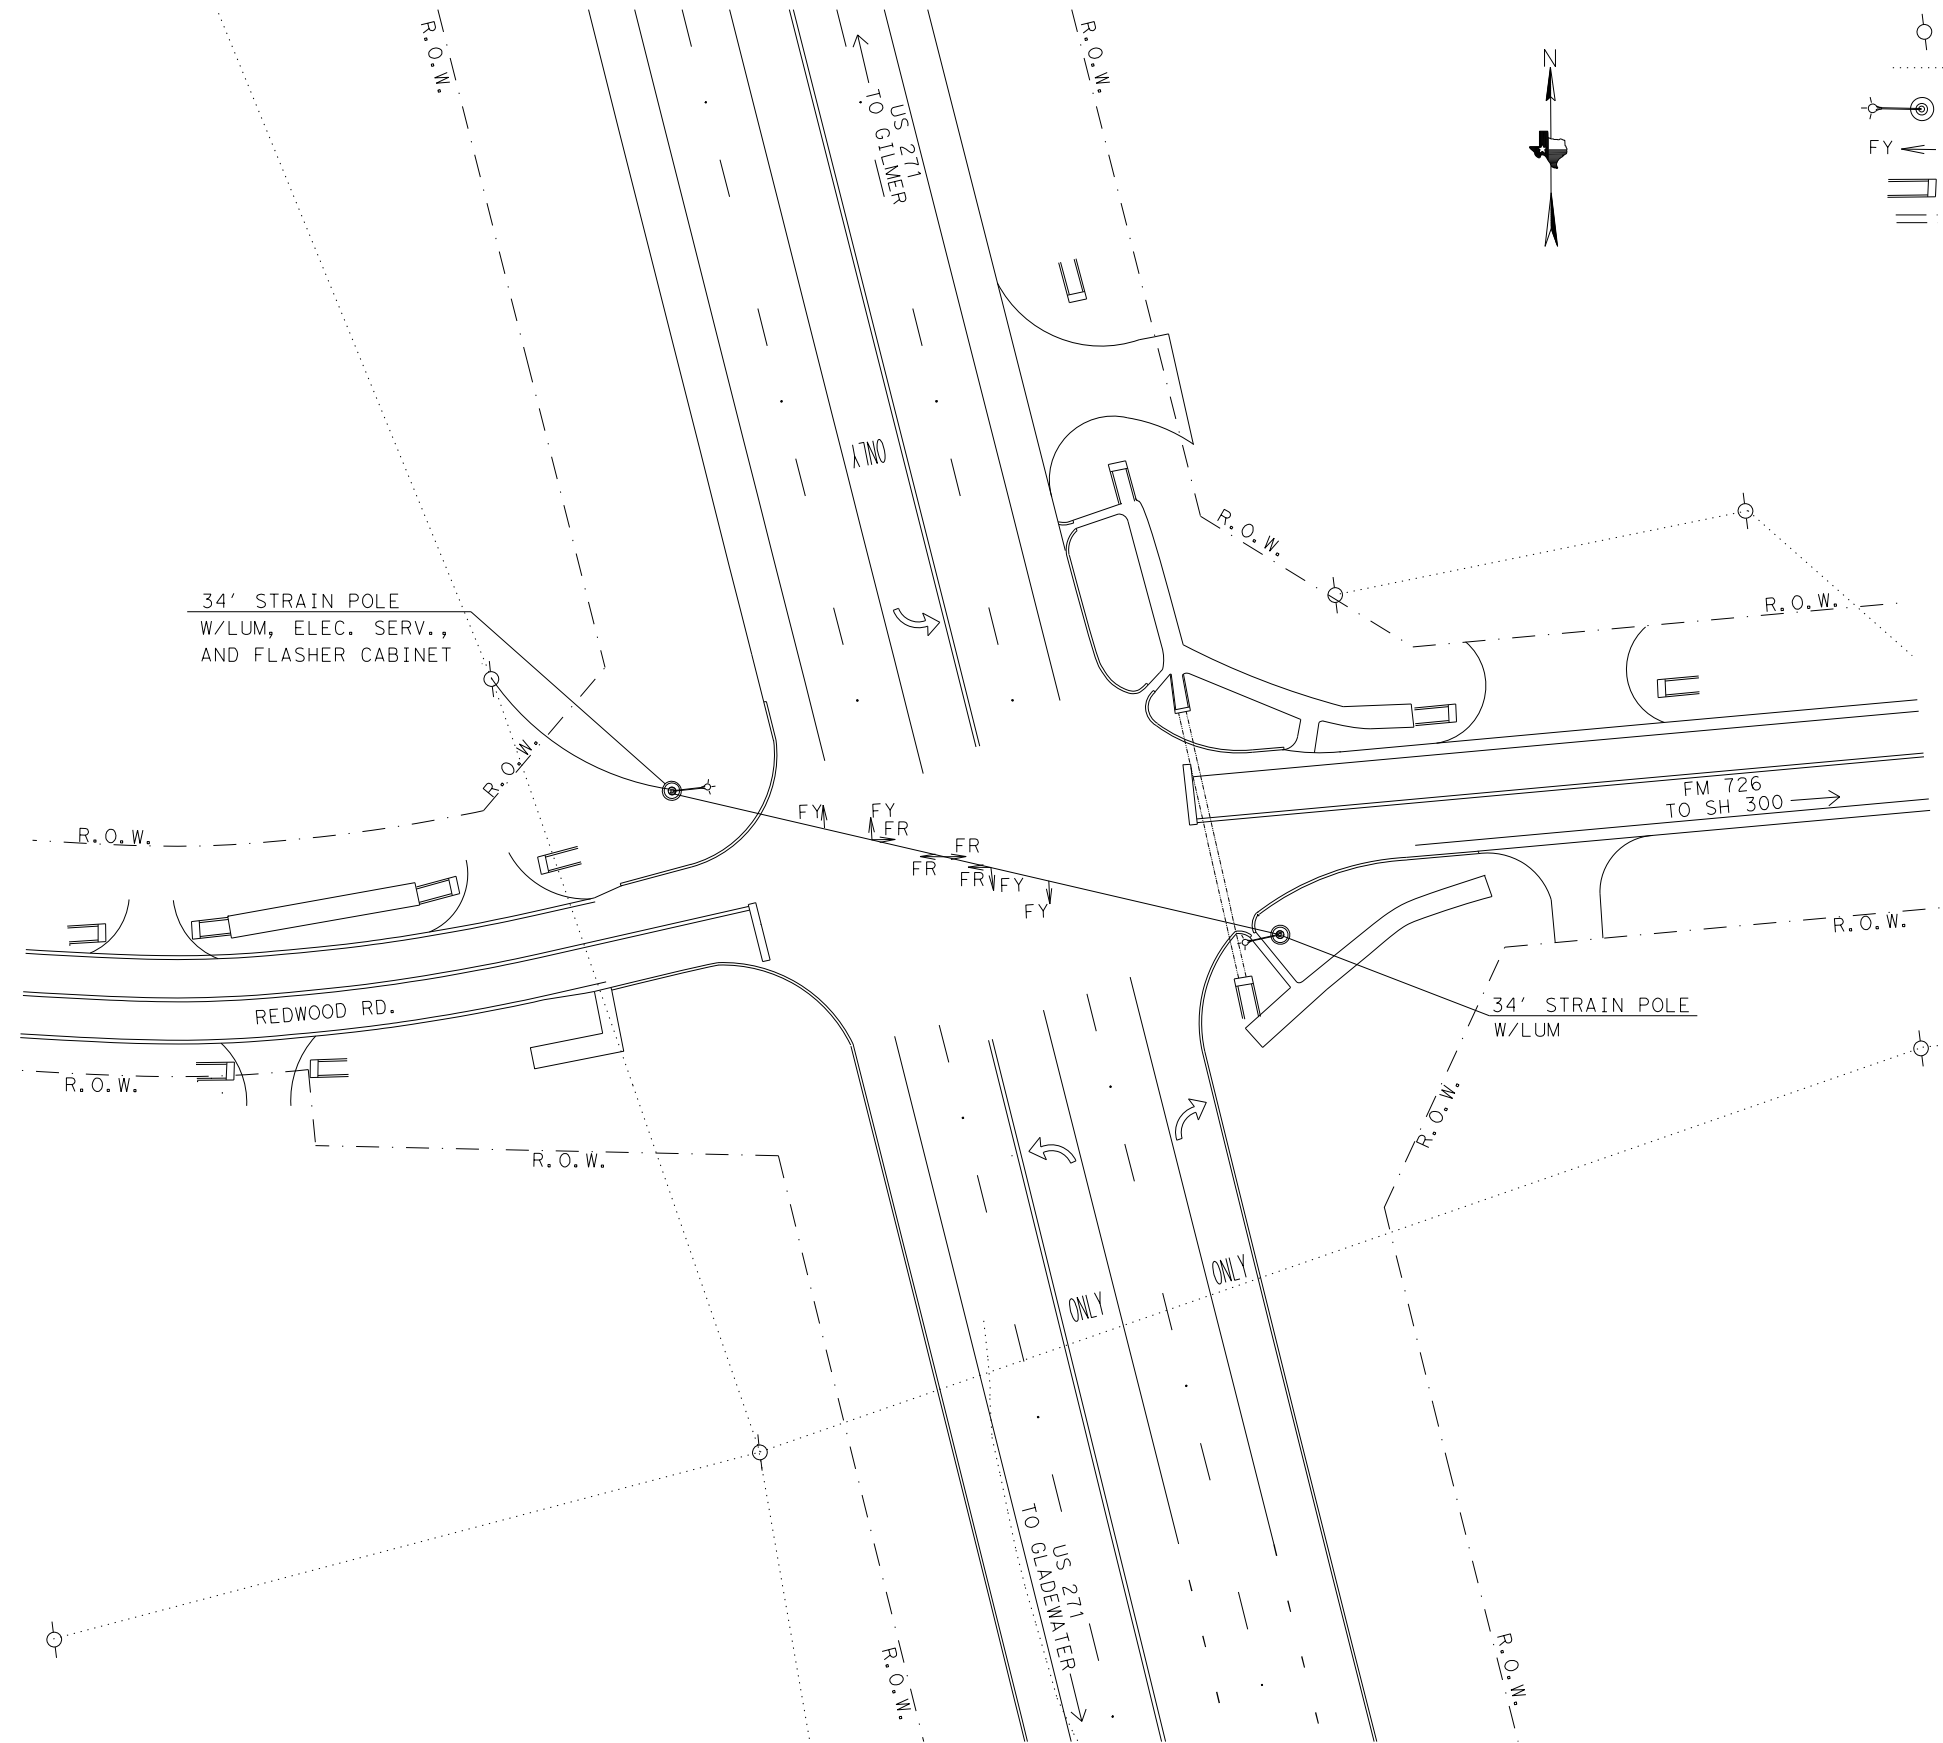 R.O.W.
R.O.W.
N
US 271
TO GILMER
FY
ONLY
R.O.W.
34' STRAIN POLE
W/LUM, ELEC. SERV.,
AND FLASHER CABINET
R.O.W.
R.O.W.
FM 726
TO SH 300
R.O.W.
FY
FY
FR
FR
FR
FR
FY
FY
R.O.W.
REDWOOD RD.
34' STRAIN POLE
W/LUM
R.O.W.
R.O.W.
R.O.W.
ONLY
ONLY
US 271
TO GLADEWATER
R.O.W.
R.O.W.